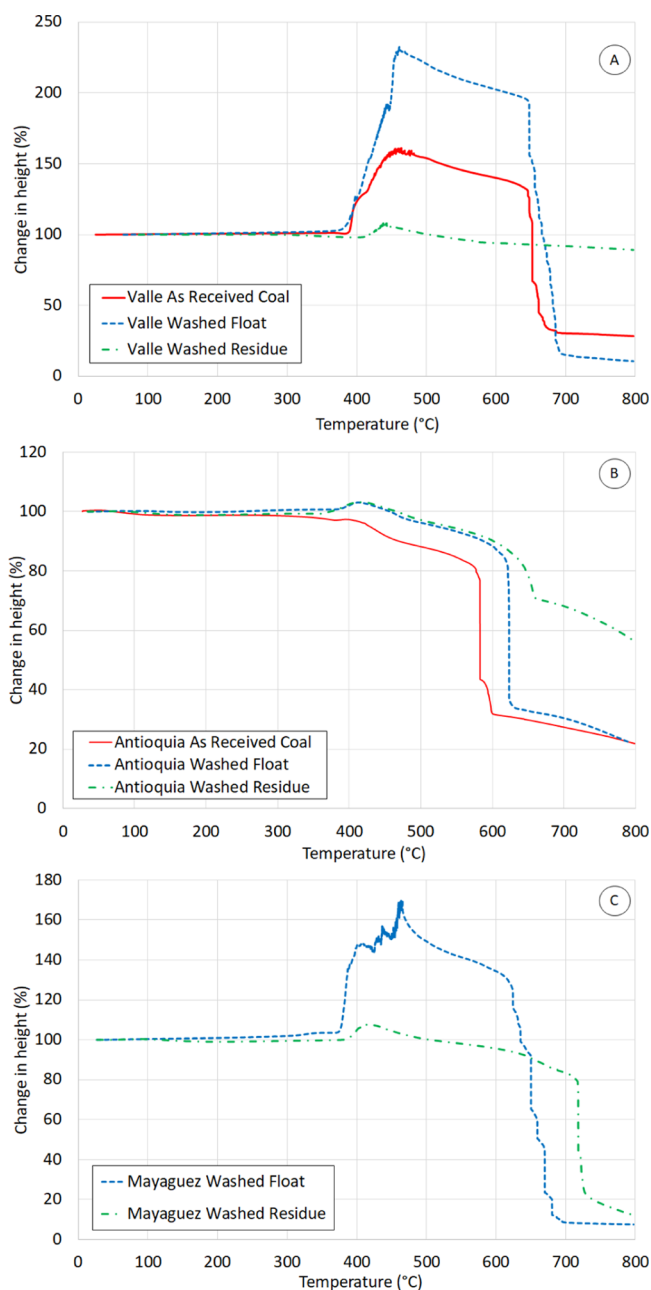 A
250
200
150
100
50
0
Change in height (%)
Valle As Received Coal
Valle Washed Float
Valle Washed Residue
0 100 200 300 400 500 600 700 800
Temperature (°C)
B
120
100
80
60
40
20
0
Change in height (%)
Antioquia As Received Coal
Antioquia Washed Float
Antioquia Washed Residue
0 100 200 300 400 500 600 700 800
Temperature (°C)
C
180
160
140
120
100
80
60
40
20
0
Change in height (%)
Mayaguez Washed Float
Mayaguez Washed Residue
0 100 200 300 400 500 600 700 800
Temperature (°C)